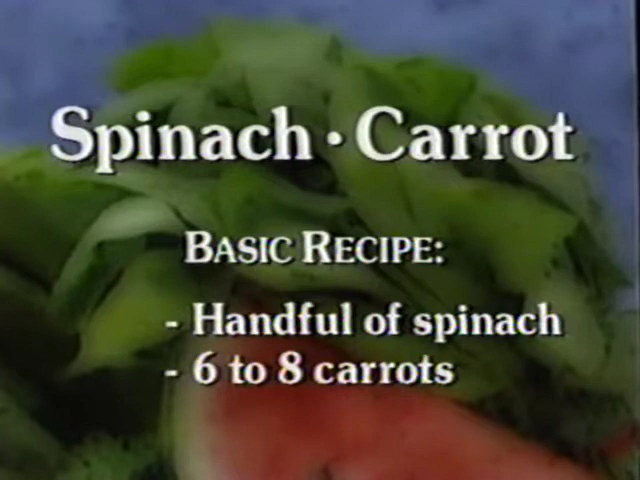 Spinach · Carrot
BASIC RECIPE:
- Handful of spinach
- 6 to 8 carrots